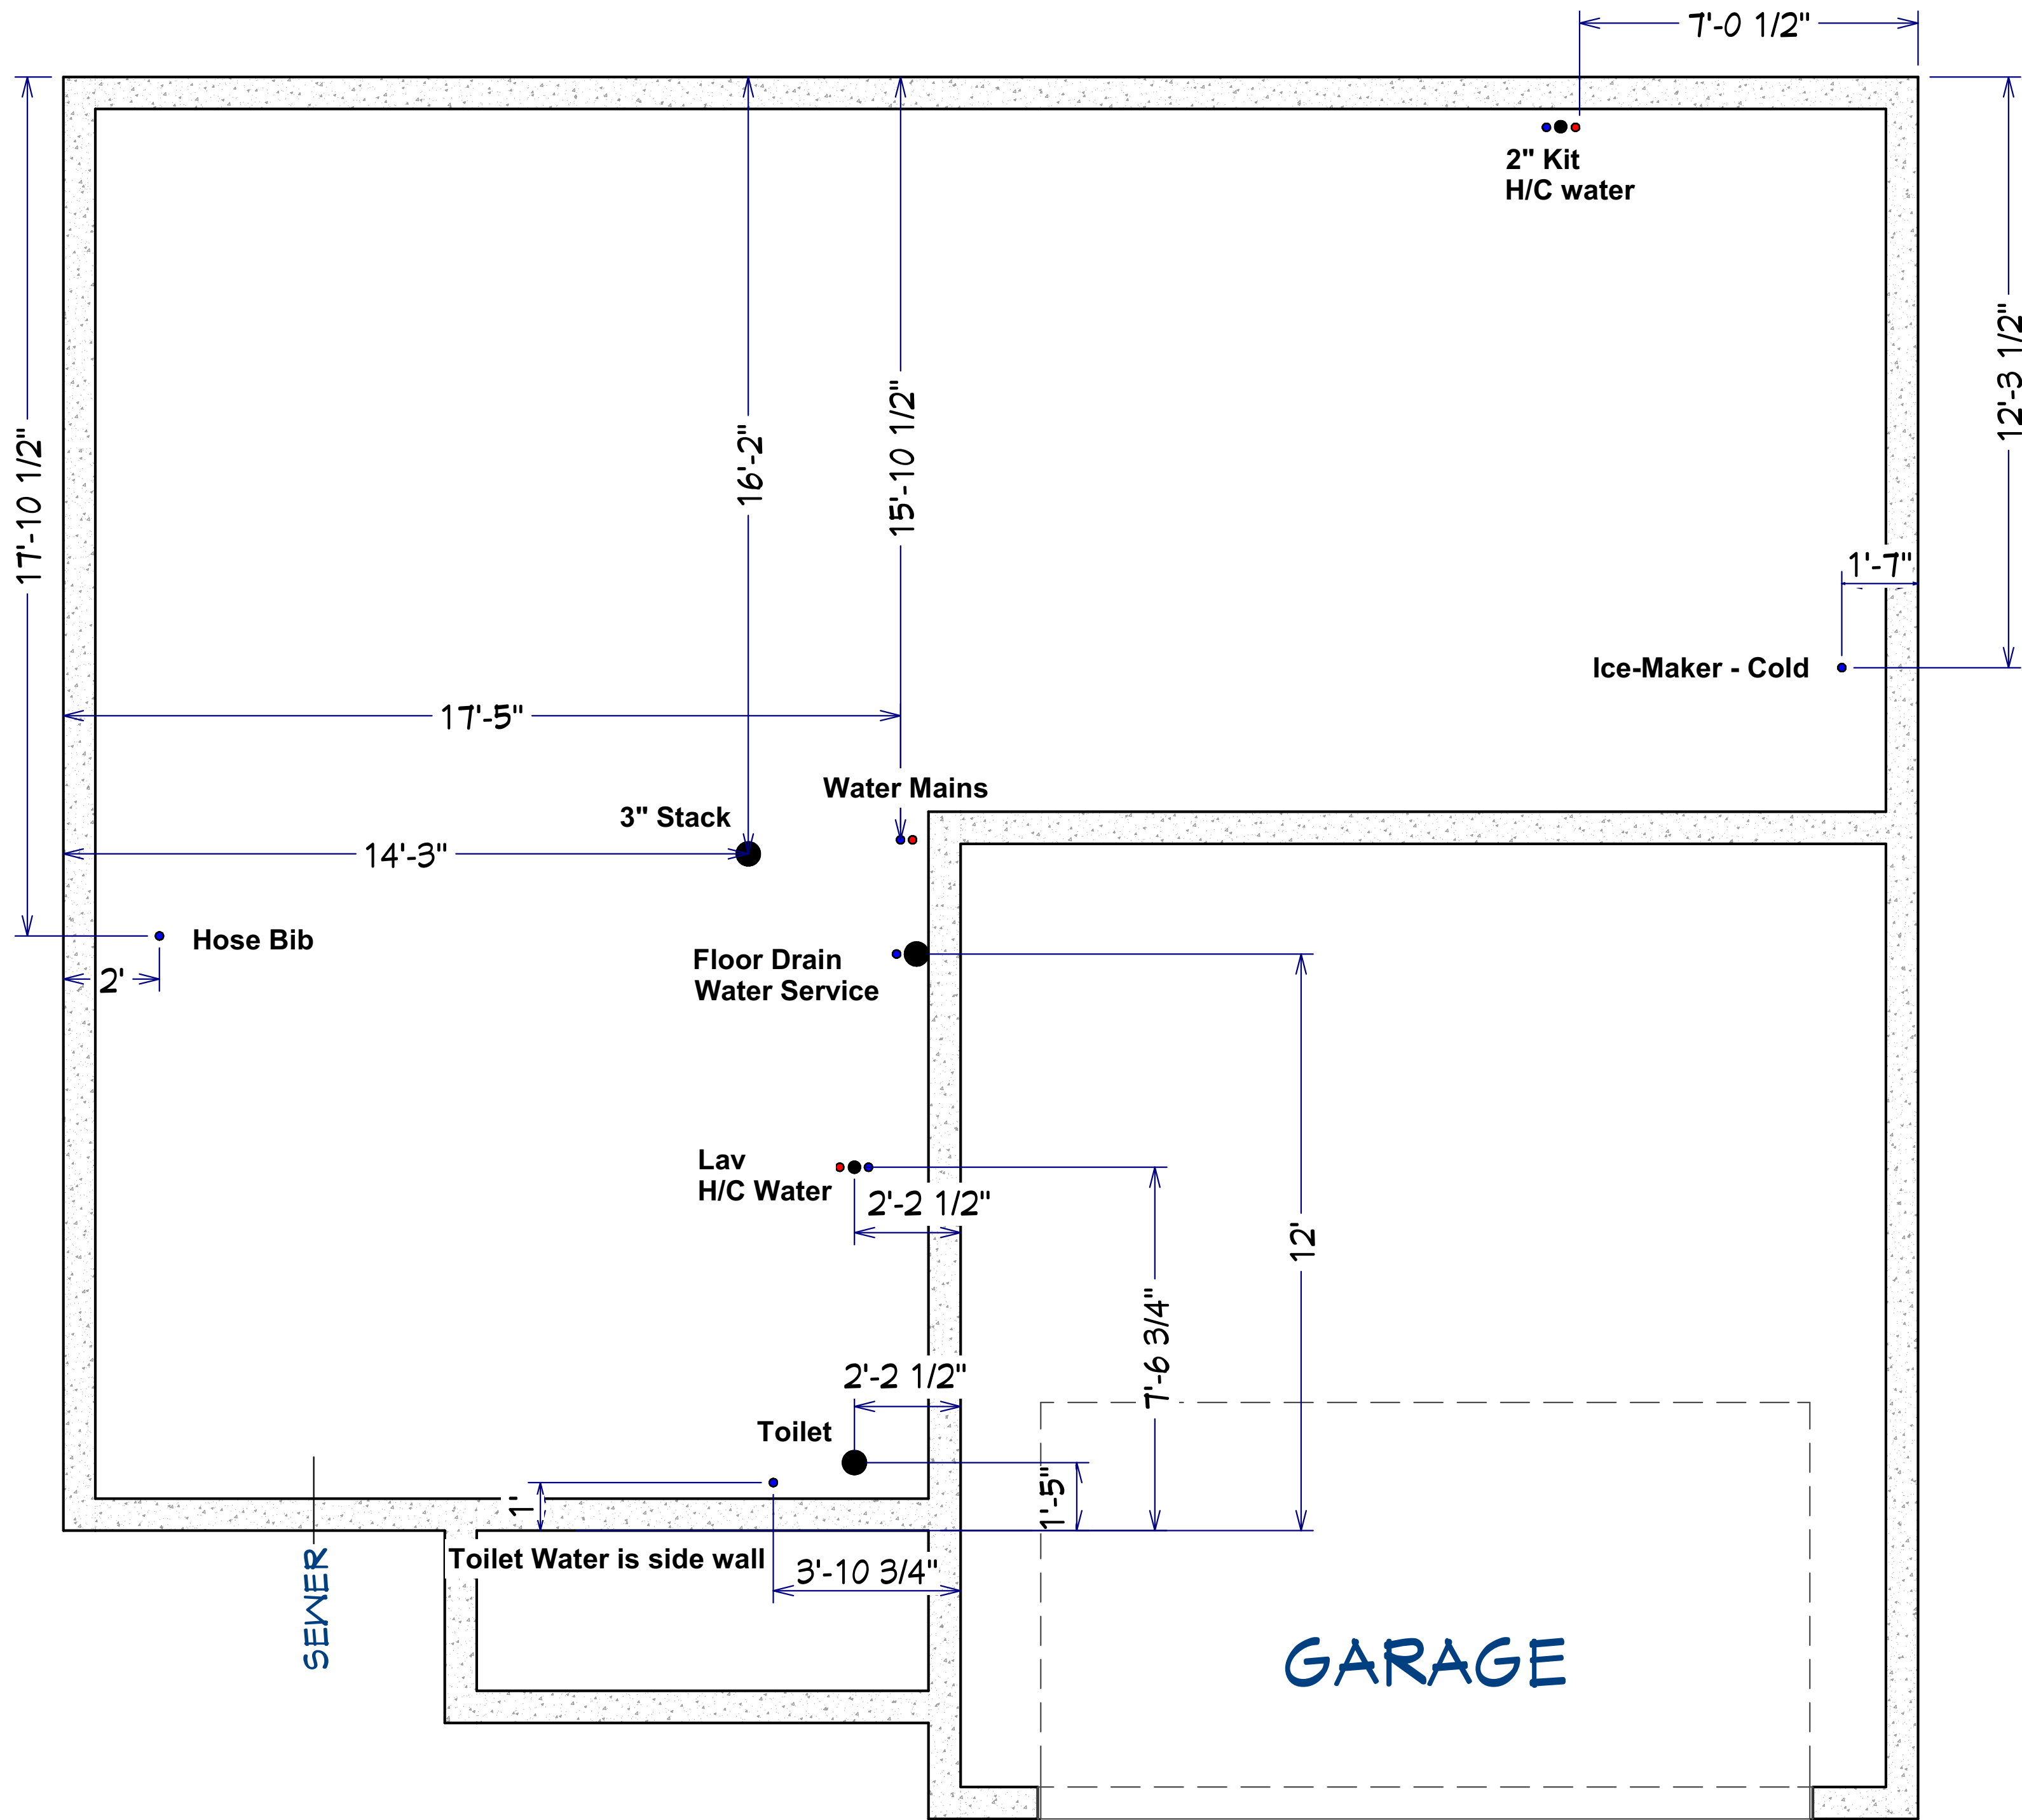 7'-0 1/2"
2" Kit
H/C water
17'-10 1/2"
16'-2"
15'-10 1/2"
12'-3 1/2"
1'-7"
Ice-Maker - Cold
17'-5"
Water Mains
3" Stack
14'-3"
Hose Bib
2'
Floor Drain
Water Service
Lav
H/C Water
2'-2 1/2"
12'
7'-6 3/4"
2'-2 1/2"
Toilet
1'-5"
1'
Toilet Water is side wall
3'-10 3/4"
SEWER
GARAGE